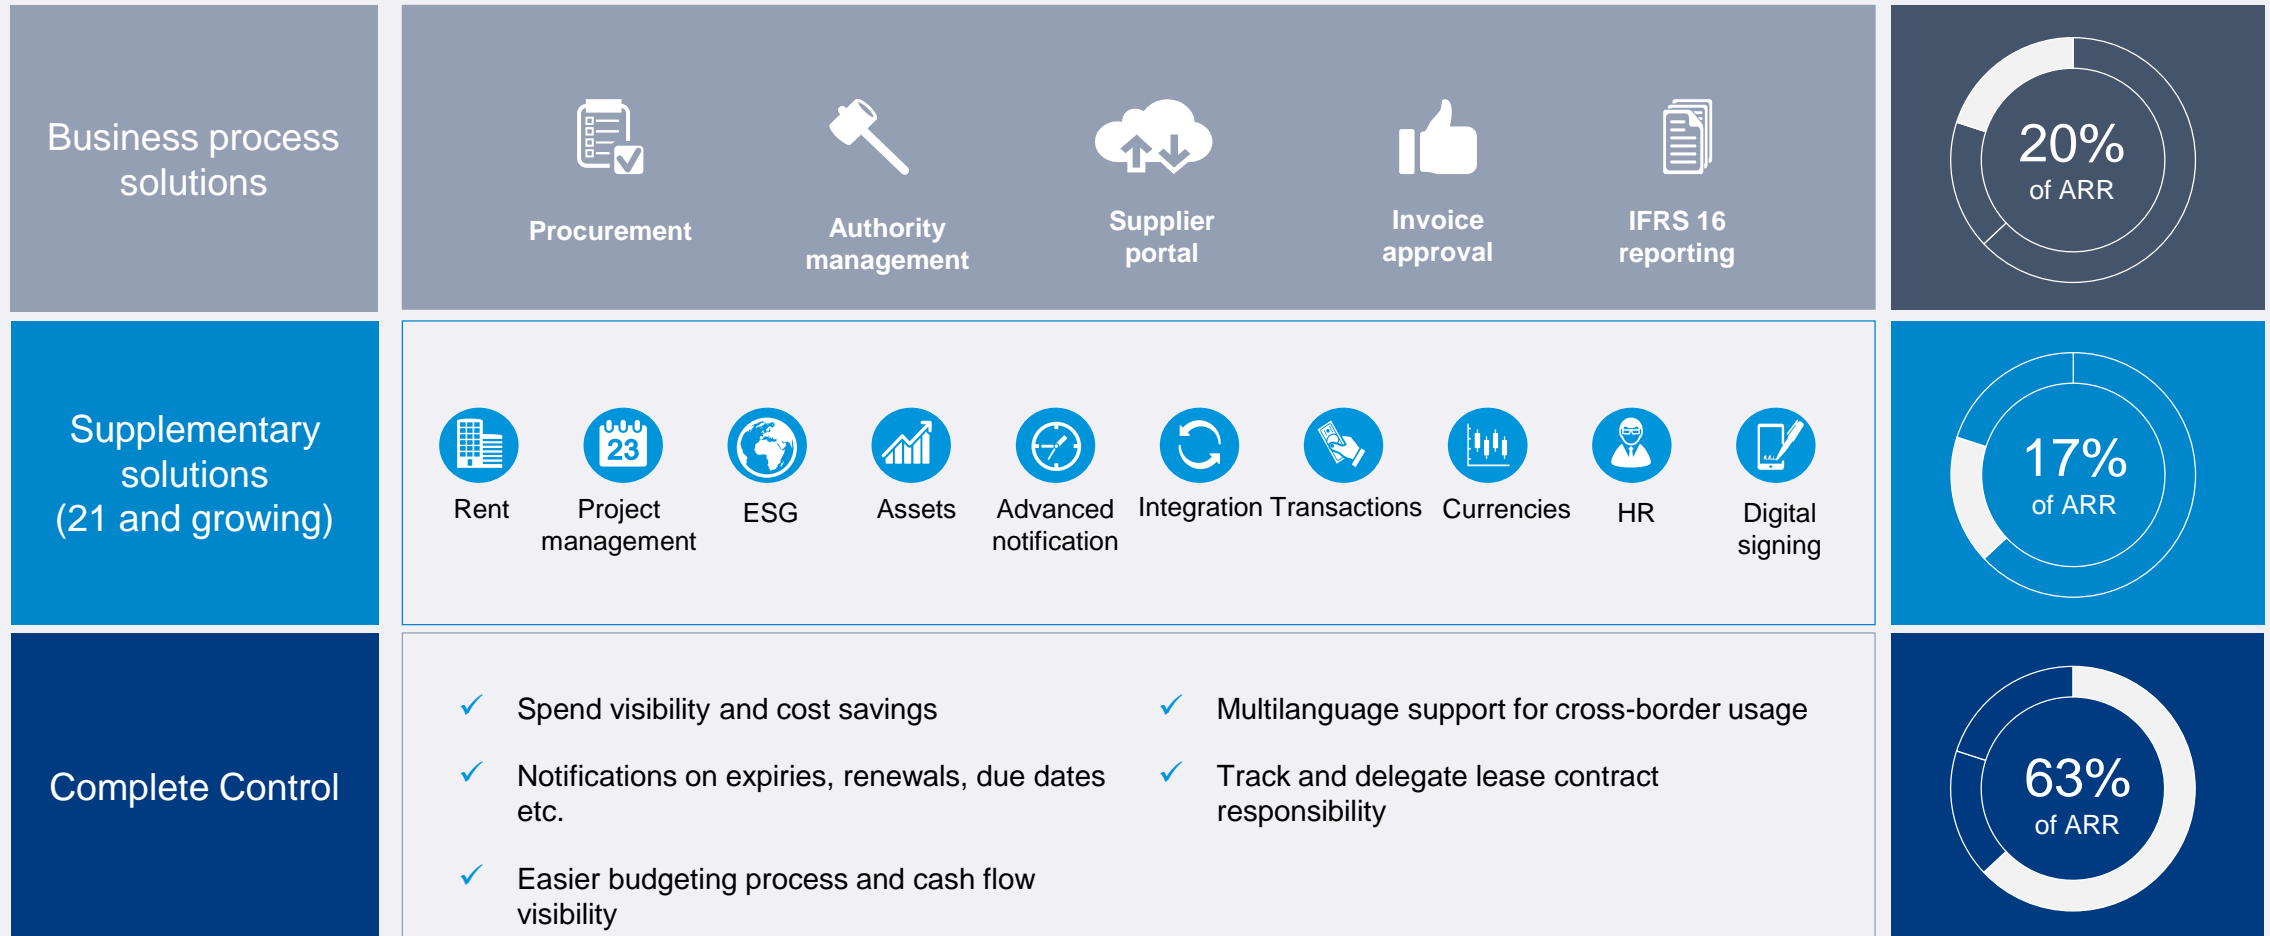 Business process
solutions
Procurement
Authority
management
Supplier
portal
Invoice
approval
IFRS 16
reporting
20%
of ARR
Supplementary
solutions
(21 and growing)
Rent
23
Project
management
ESG
Assets
Advanced
notification
Integration
Transactions
Currencies
HR
Digital
signing
17%
of ARR
Complete Control
Spend visibility and cost savings
Notifications on expiries, renewals, due dates
etc.
Easier budgeting process and cash flow
visibility
Multilanguage support for cross-border usage
Track and delegate lease contract
responsibility
63%
of ARR